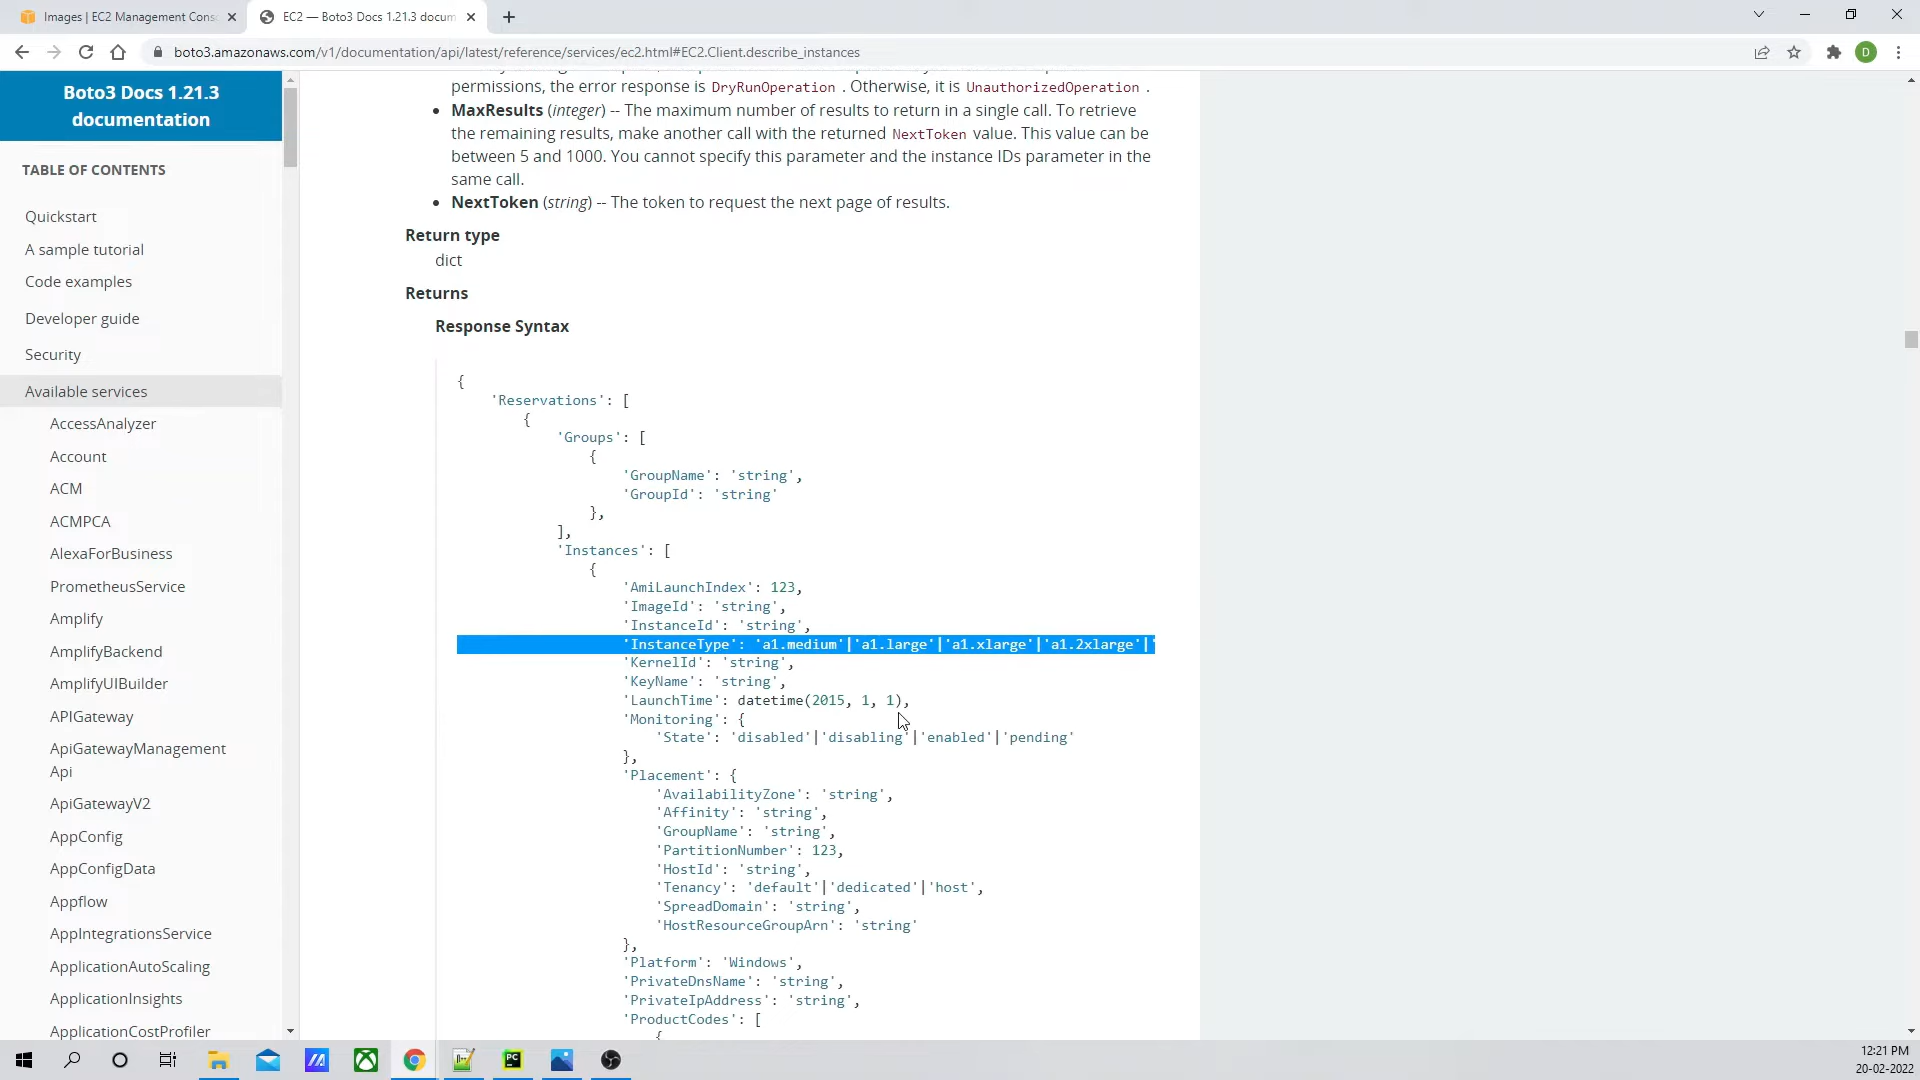 Images | EC2 Management Cons
EC2 — Boto3 Docs 1.21.3 docum
boto3.amazonaws.com/v1/documentation/api/latest/reference/services/ec2.html#EC2.Client.describe_instances
D
Boto3 Docs 1.21.3
documentation
TABLE OF CONTENTS
Quickstart
A sample tutorial
Code examples
Developer guide
Security
Available services
AccessAnalyzer
Account
ACM
ACMPCA
AlexaForBusiness
PrometheusService
Amplify
AmplifyBackend
AmplifyUIBuilder
APIGateway
ApiGatewayManagement
Api
ApiGatewayV2
AppConfig
AppConfigData
Appflow
AppIntegrationsService
ApplicationAutoScaling
ApplicationInsights
ApplicationCostProfiler
permissions, the error response is DryRunOperation . Otherwise, it is UnauthorizedOperation .
• MaxResults (integer) -- The maximum number of results to return in a single call. To retrieve
the remaining results, make another call with the returned NextToken value. This value can be
between 5 and 1000. You cannot specify this parameter and the instance IDs parameter in the
same call.
• NextToken (string) -- The token to request the next page of results.
Return type
dict
Returns
Response Syntax
{
'Reservations': [
{
'Groups': [
{
'GroupName': 'string',
'GroupId': 'string'
},
],
'Instances': [
{
'AmiLaunchIndex': 123,
'ImageId': 'string',
'InstanceId': 'string',
'InstanceType': 'a1.medium'|'a1.large'|'a1.xlarge'|'a1.2xlarge'|'
'KernelId': 'string',
'KeyName': 'string',
'LaunchTime': datetime(2015, 1, 1),
'Monitoring': {
'State': 'disabled'|'disabling'|'enabled'|'pending'
},
'Placement': {
'AvailabilityZone': 'string',
'Affinity': 'string',
'GroupName': 'string',
'PartitionNumber': 123,
'HostId': 'string',
'Tenancy': 'default'|'dedicated'|'host',
'SpreadDomain': 'string',
'HostResourceGroupArn': 'string'
},
'Platform': 'Windows',
'PrivateDnsName': 'string',
'PrivateIpAddress': 'string',
'ProductCodes': [
{
PC
12:21 PM
20-02-2022